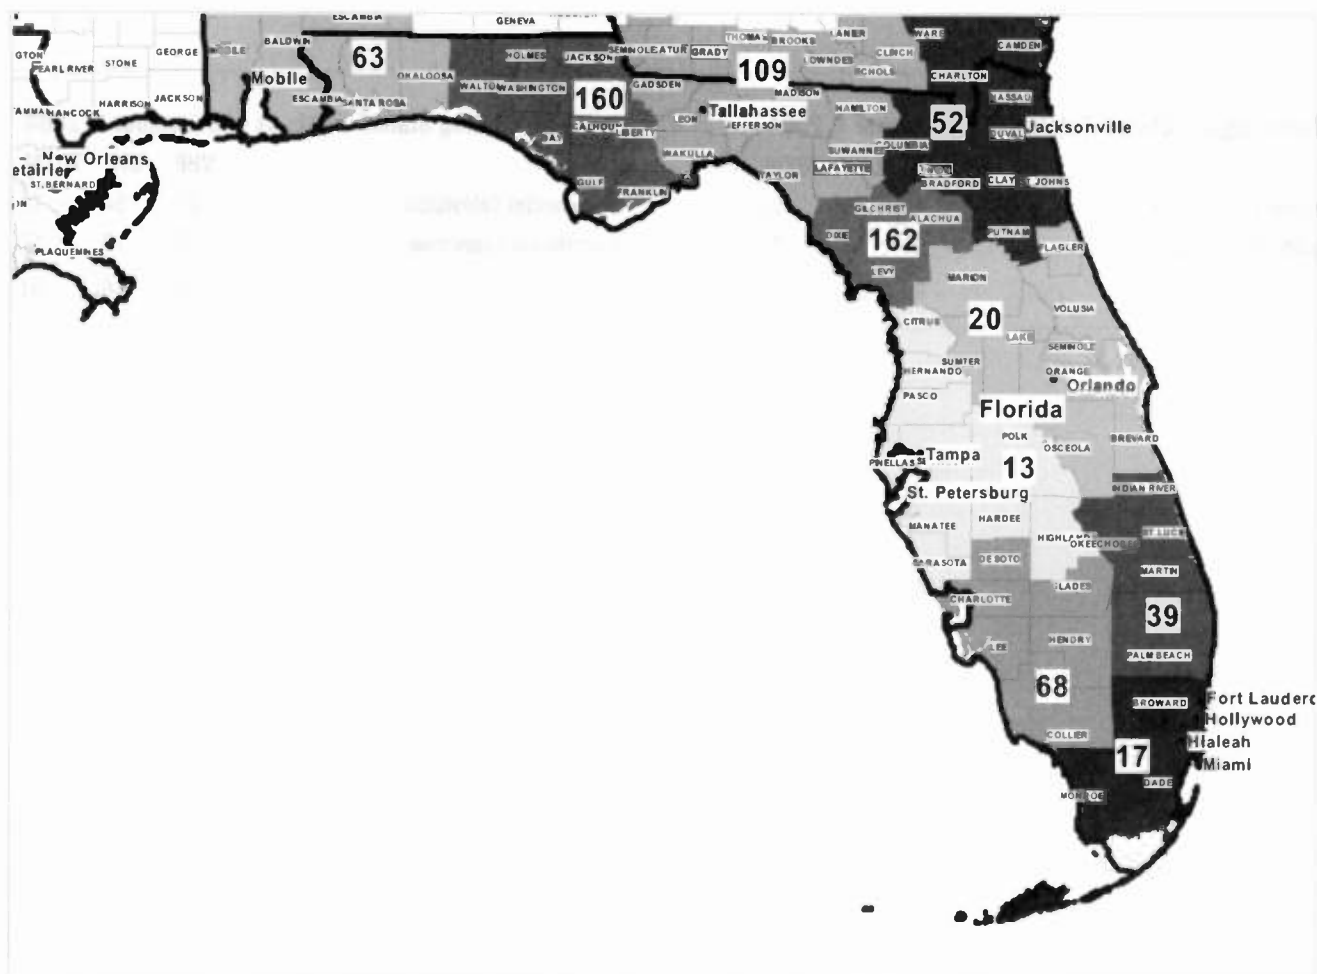 ESCAMBIA
GENEVA
GEORGE
BALDWIN
63
HOLMES
JACKSON
SEMINOLE
GRADY
THOMAS
BROOKS
LANIER
WARE
CAMDEN
STONE
PEARL RIVER
Mobile
OKALOOSA
WALTON
WASHINGTON
GADSDEN
109
LOWNDES
CLINCH
ECHOLS
CHARLTON
HARRISON
JACKSON
HANCOCK
ESCAMBIA
SANTA ROSA
160
MADISON
NASSAU
Tallahassee
HAMILTON
52
Jacksonville
CALHOUN
LIBERTY
LEON
JEFFERSON
DUVAL
BAY
SUWANNEE
COLUMBIA
New Orleans
etairie
WAKULLA
TAYLOR
LAFAYETTE
UNION
BRADFORD
CLAY
ST JOHNS
ST. BERNARD
GULF
FRANKLIN
GILCHRIST
ALACHUA
DIXIE
162
PUTNAM
FLAGLER
PLAQUEMINES
LEVY
MARION
VOLUSIA
CITRUS
20
LAKE
SEMINOLE
SUMTER
HERNANDO
ORANGE
Orlando
PASCO
Florida
POLK
OSCEOLA
BREVARD
PINELLAS
Tampa
13
St. Petersburg
INDIAN RIVER
MANATEE
HARDEE
HIGHLANDS
OKEECHOBEE
ST LUCIE
SARASOTA
DESOTO
MARTIN
CHARLOTTE
GLADES
39
LEE
HENDRY
PALM BEACH
68
BROWARD
Fort Lauderd
Hollywood
COLLIER
17
Hialeah
Miami
DADE
MONROE